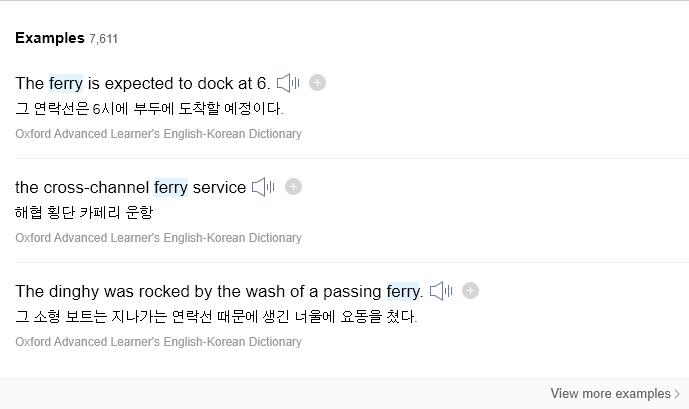 Examples 7,611
The ferry is expected to dock at 6.
그 연락선은 6시에 부두에 도착할 예정이다.
Oxford Advanced Learner's English-Korean Dictionary
the cross-channel ferry service
해협 횡단 카페리 운항
Oxford Advanced Learner's English-Korean Dictionary
The dinghy was rocked by the wash of a passing ferry.
그 소형 보트는 지나가는 연락선 때문에 생긴 너울에 요동을 쳤다.
Oxford Advanced Learner's English-Korean Dictionary
View more examples